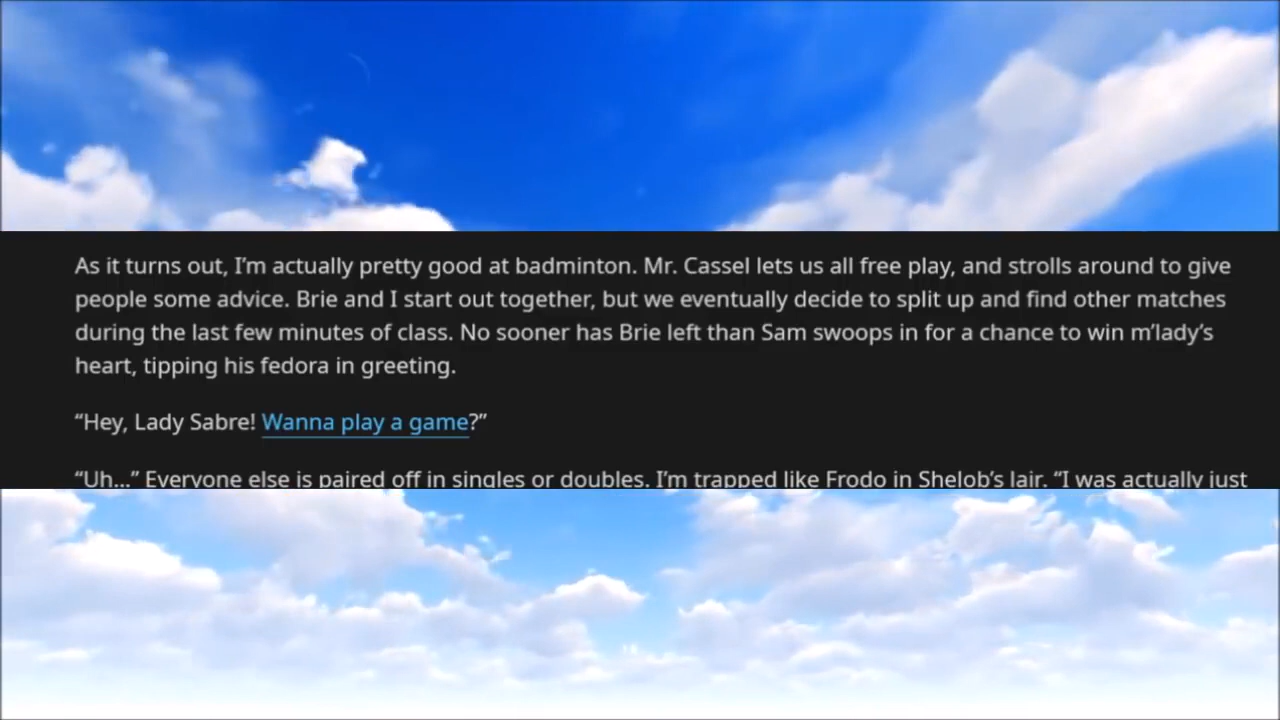 As it turns out, I’m actually pretty good at badminton. Mr. Cassel lets us all free play, and strolls around to give
people some advice. Brie and I start out together, but we eventually decide to split up and find other matches
during the last few minutes of class. No sooner has Brie left than Sam swoops in for a chance to win m’lady’s
heart, tipping his fedora in greeting.
“Hey, Lady Sabre! Wanna play a game?”
“Uh…” Everyone else is paired off in singles or doubles. I’m trapped like Frodo in Shelob’s lair. “I was actually just